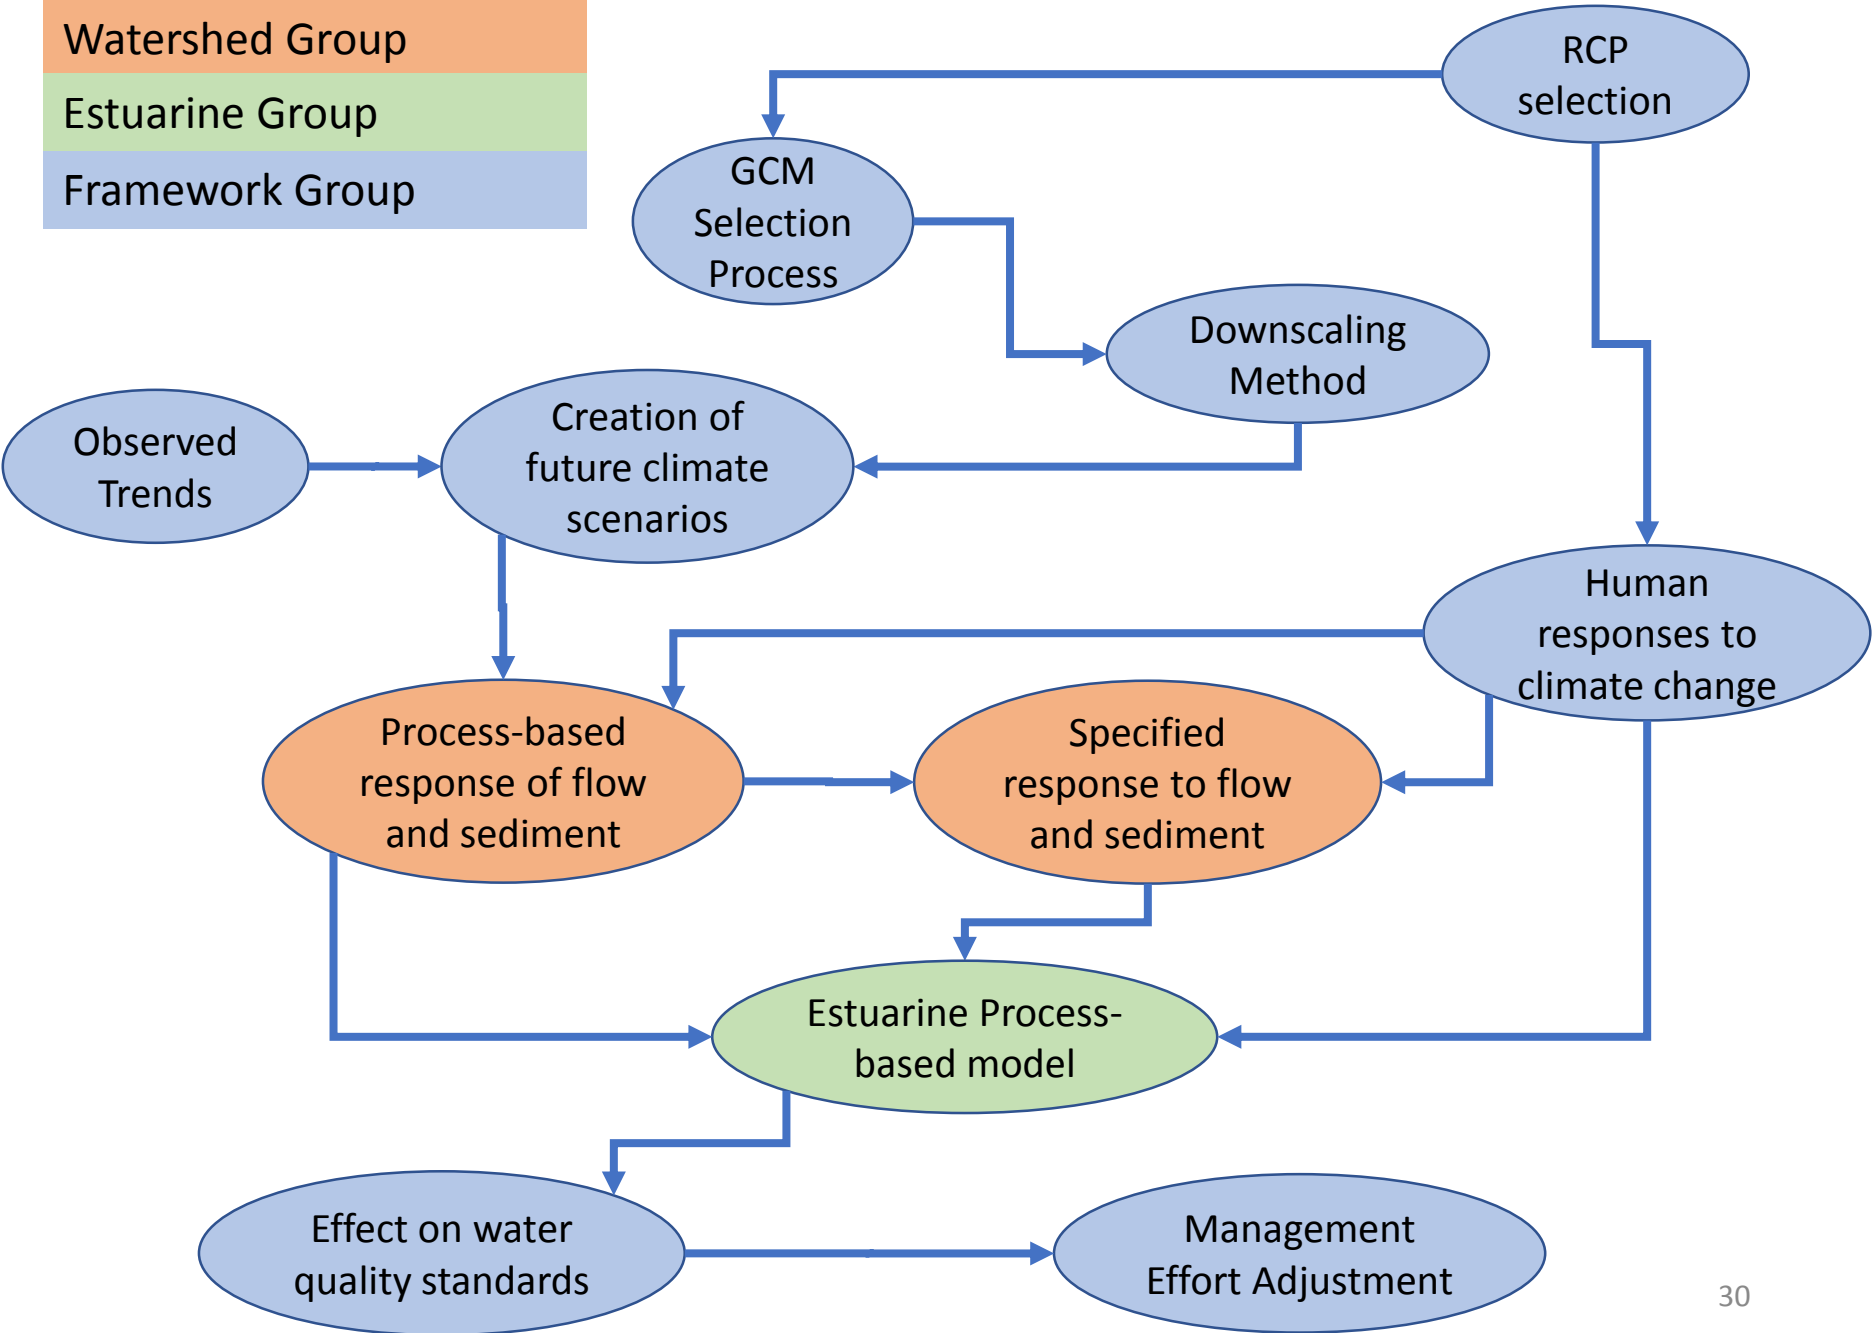 Watershed Group
Estuarine Group
Framework Group
RCP
selection
GCM
Selection
Process
Downscaling
Method
Observed
Trends
Creation of
future climate
scenarios
Human
responses to
climate change
Process-based
response of flow
and sediment
Specified
response to flow
and sediment
Estuarine Process-
based model
Effect on water
quality standards
Management
Effort Adjustment
30